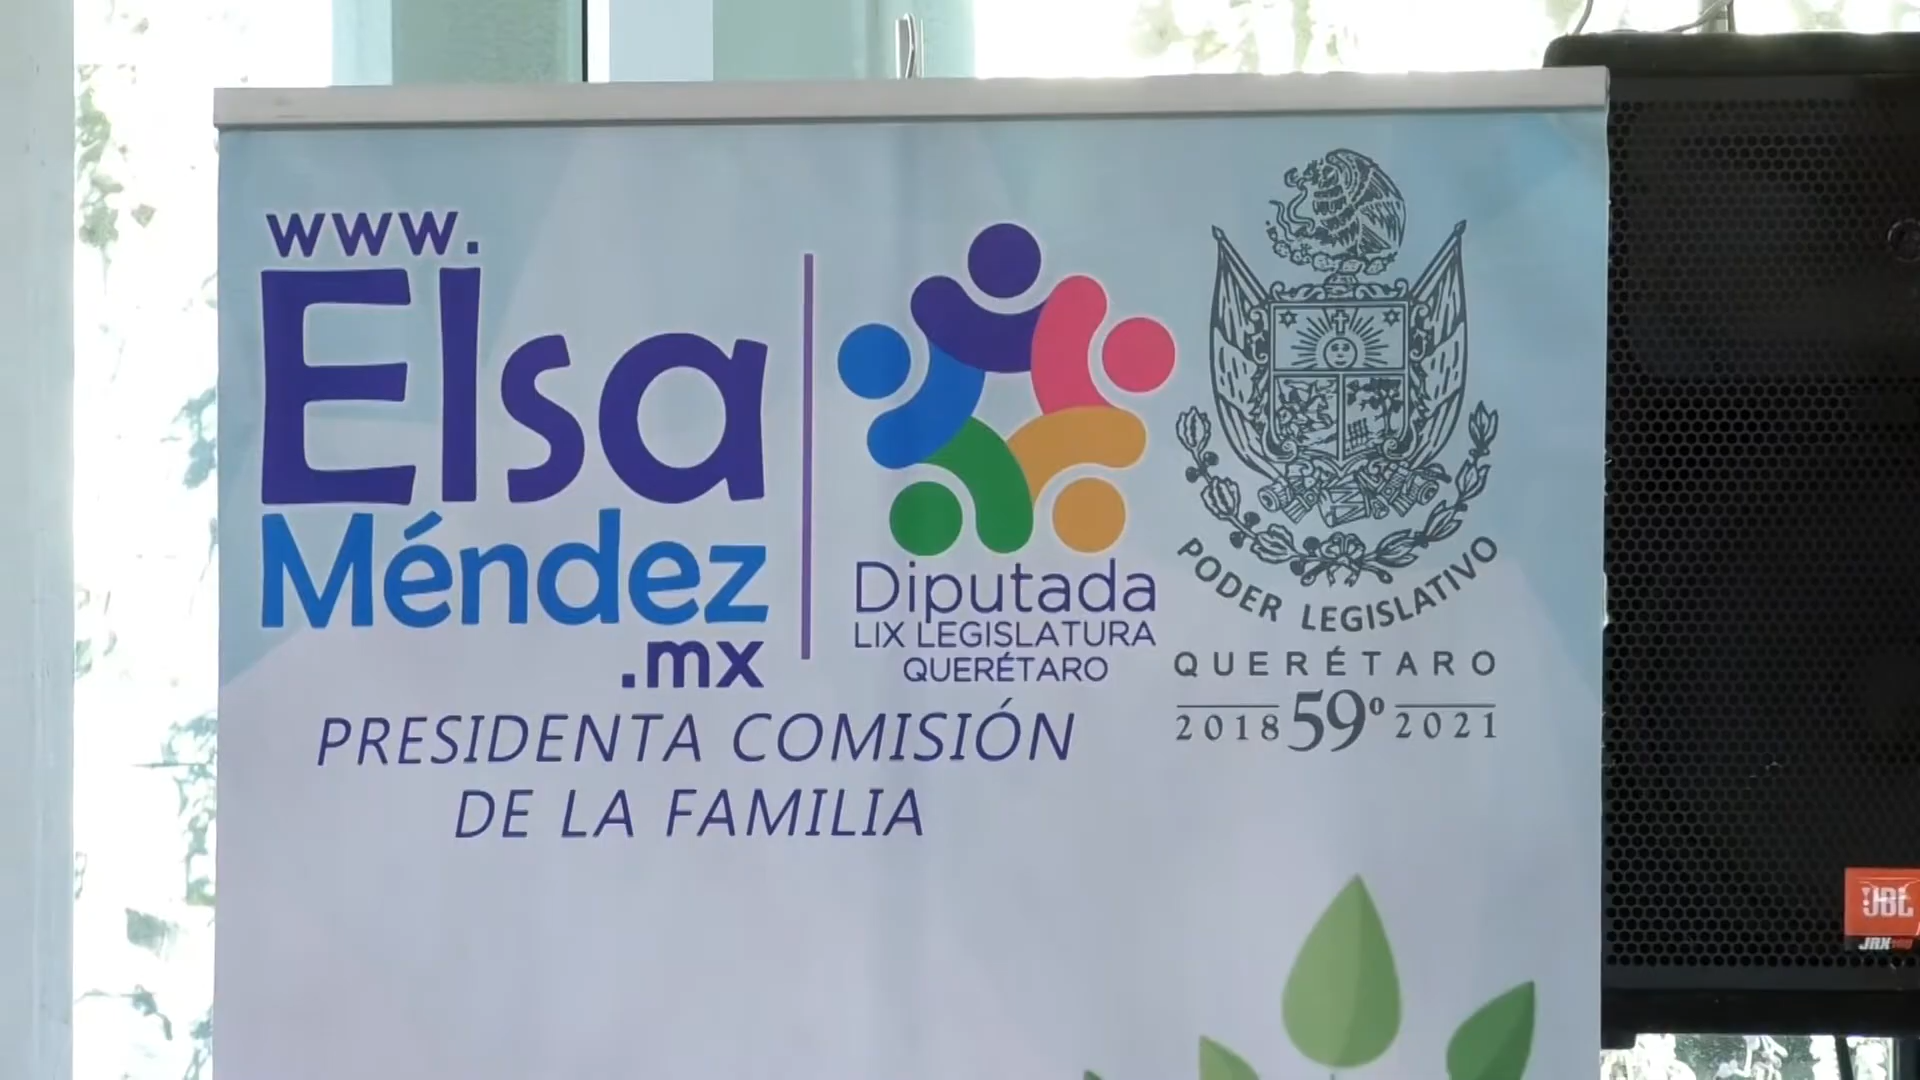 www.
Elsa
Méndez
.mx
Diputada
LIX LEGISLATURA
QUERÉTARO
PODER LEGISLATIVO
QUERÉTARO
2018 59º 2021
PRESIDENTA COMISIÓN
DE LA FAMILIA
JBL